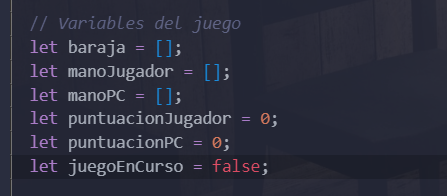 // Variables del juego
let baraja = [];
let manoJugador = [];
let manoPC = [];
let puntuacionJugador = 0;
let puntuacionPC = 0;
let juegoEnCurso = false;